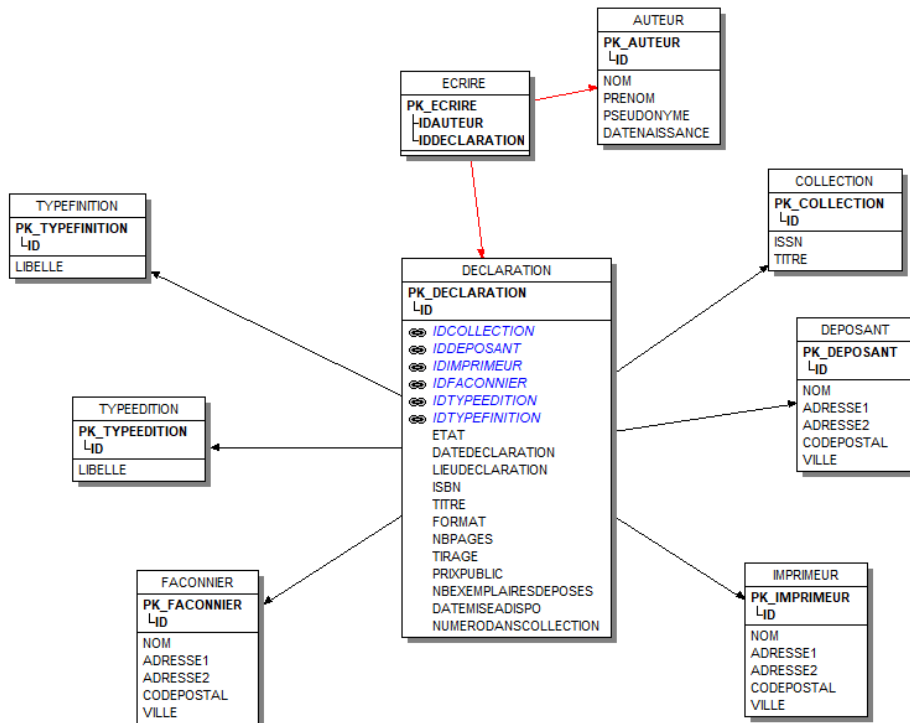 AUTEUR
PK_AUTEUR
ID
NOM
PRENOM
PSEUDONYME
DATENAISSANCE
ECRIRE
PK_ECRIRE
IDAUTEUR
IDDECLARATION
COLLECTION
PK_COLLECTION
ID
ISSN
TITRE
TYPEFINITION
PK_TYPEFINITION
ID
LIBELLE
DECLARATION
PK_DECLARATION
ID
IDCOLLECTION
IDDEPOSANT
IDIMPRIMEUR
IDFACONNIER
IDTYPEEDITION
IDTYPEFINITION
ETAT
DATEDECLARATION
LIEUDECLARATION
ISBN
TITRE
FORMAT
NBPAGES
TIRAGE
PRIXPUBLIC
NBEXEMPLAIRESDEPOSES
DATEMISEADISPO
NUMERODANSCOLLECTION
DEPOSANT
PK_DEPOSANT
ID
NOM
ADRESSE1
ADRESSE2
CODEPOSTAL
VILLE
TYPEEDITION
PK_TYPEEDITION
ID
LIBELLE
FACONNIER
PK_FACONNIER
ID
NOM
ADRESSE1
ADRESSE2
CODEPOSTAL
VILLE
IMPRIMEUR
PK_IMPRIMEUR
ID
NOM
ADRESSE1
ADRESSE2
CODEPOSTAL
VILLE